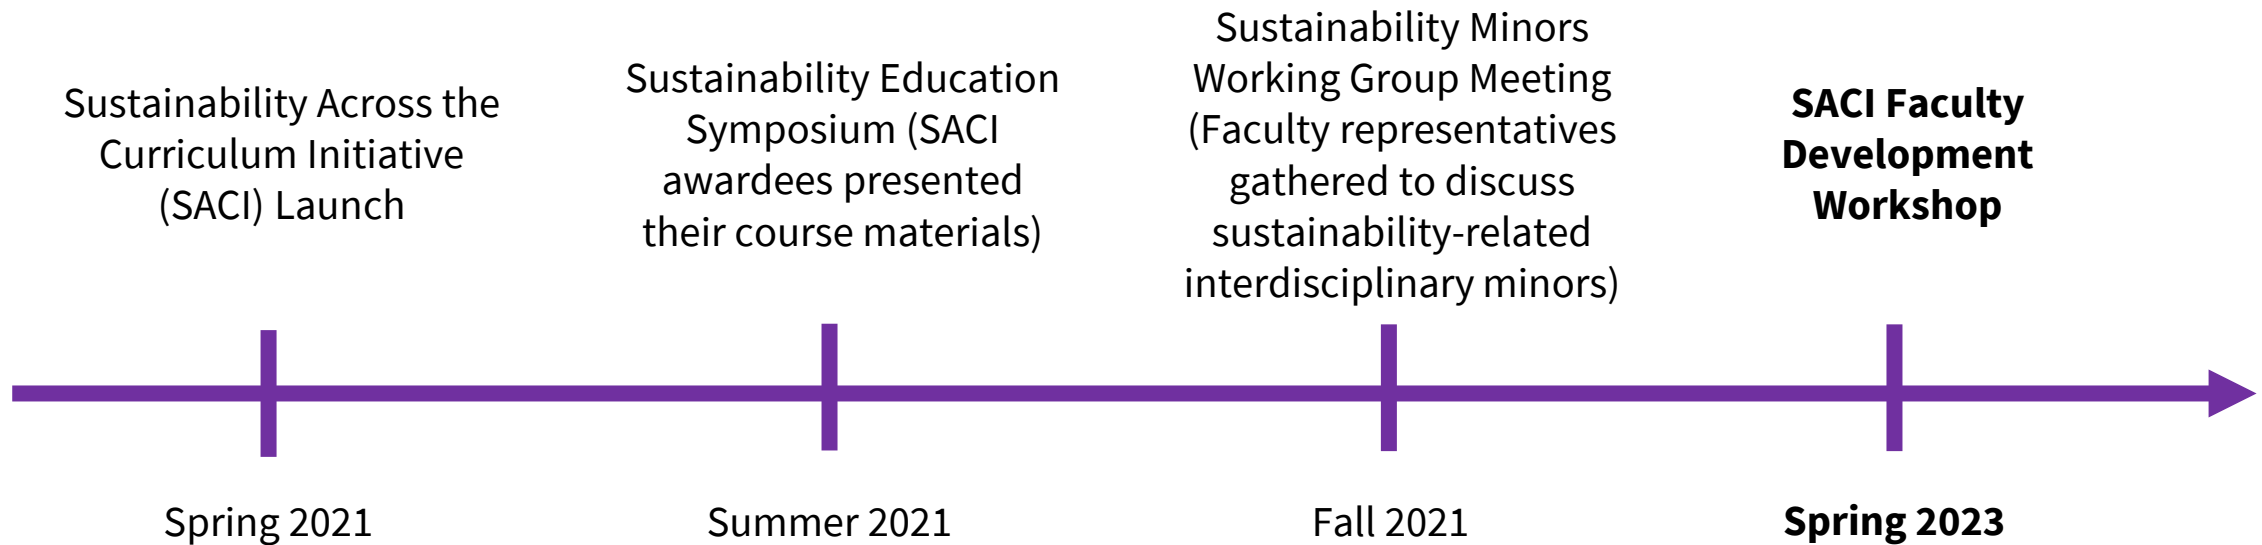 Sustainability Across the
Curriculum Initiative
(SACI) Launch
Sustainability Education
Symposium (SACI
awardees presented
their course materials)
Sustainability Minors
Working Group Meeting
(Faculty representatives
gathered to discuss
sustainability-related
interdisciplinary minors)
SACI Faculty
Development
Workshop
Spring 2021
Summer 2021
Fall 2021
Spring 2023